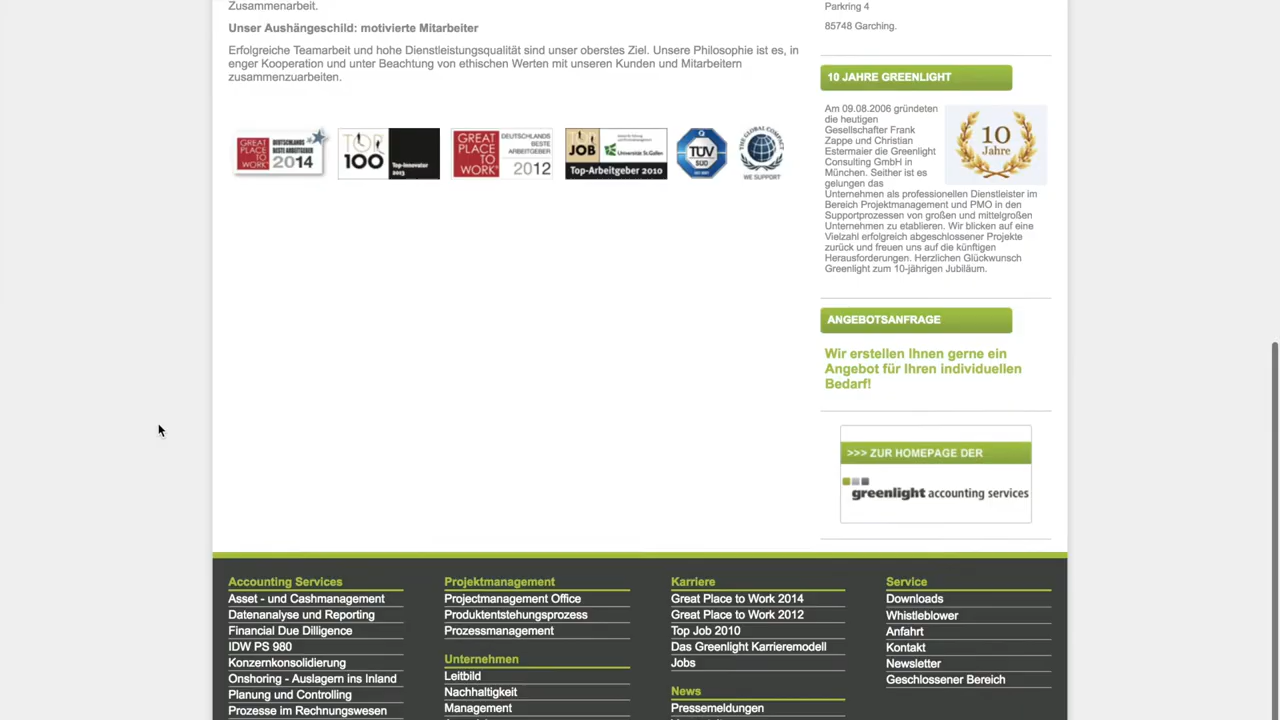 Zusammenarbeit.
Unser Aushängeschild: motivierte Mitarbeiter
Erfolgreiche Teamarbeit und hohe Dienstleistungsqualität sind unser oberstes Ziel. Unsere Philosophie ist es, in
enger Kooperation und unter Beachtung von ethischen Werten mit unseren Kunden und Mitarbeitern
zusammenzuarbeiten.
GREAT
PLACE
TO
WORK
DEUTSCHLANDS
BESTE
ARBEITGEBER
2014
TOP
100
Top-Innovator
2013
GREAT
PLACE
TO
WORK
DEUTSCHLANDS
BESTE
ARBEITGEBER
2012
TOP
JOB
Universität St.Gallen
Top-Arbeitgeber 2010
TÜV
SÜD
THE GLOBAL COMPACT
WE SUPPORT
Parkring 4
85748 Garching.
10 JAHRE GREENLIGHT
Am 09.08.2006 gründeten
die heutigen
Gesellschafter Frank
Zappe und Christian
Estermaier die Greenlight
Consulting GmbH in
München. Seither ist es
gelungen das
Unternehmen als professionellen Dienstleister im
Bereich Projektmanagement und PMO in den
Supportprozessen von großen und mittelgroßen
Unternehmen zu etablieren. Wir blicken auf eine
Vielzahl erfolgreich abgeschlossener Projekte
zurück und freuen uns auf die künftigen
Herausforderungen. Herzlichen Glückwunsch
Greenlight zum 10-jährigen Jubiläum.
10
Jahre
ANGEBOTSANFRAGE
Wir erstellen Ihnen gerne ein
Angebot für Ihren individuellen
Bedarf!
>>> ZUR HOMEPAGE DER
greenlight accounting services
Accounting Services
Asset - und Cashmanagement
Datenanalyse und Reporting
Financial Due Dilligence
IDW PS 980
Konzernkonsolidierung
Onshoring - Auslagern ins Inland
Planung und Controlling
Prozesse im Rechnungswesen
Projektmanagement
Projectmanagement Office
Produktentstehungsprozess
Prozessmanagement
Unternehmen
Leitbild
Nachhaltigkeit
Management
Karriere
Great Place to Work 2014
Great Place to Work 2012
Top Job 2010
Das Greenlight Karrieremodell
Jobs
News
Pressemeldungen
Service
Downloads
Whistleblower
Anfahrt
Kontakt
Newsletter
Geschlossener Bereich